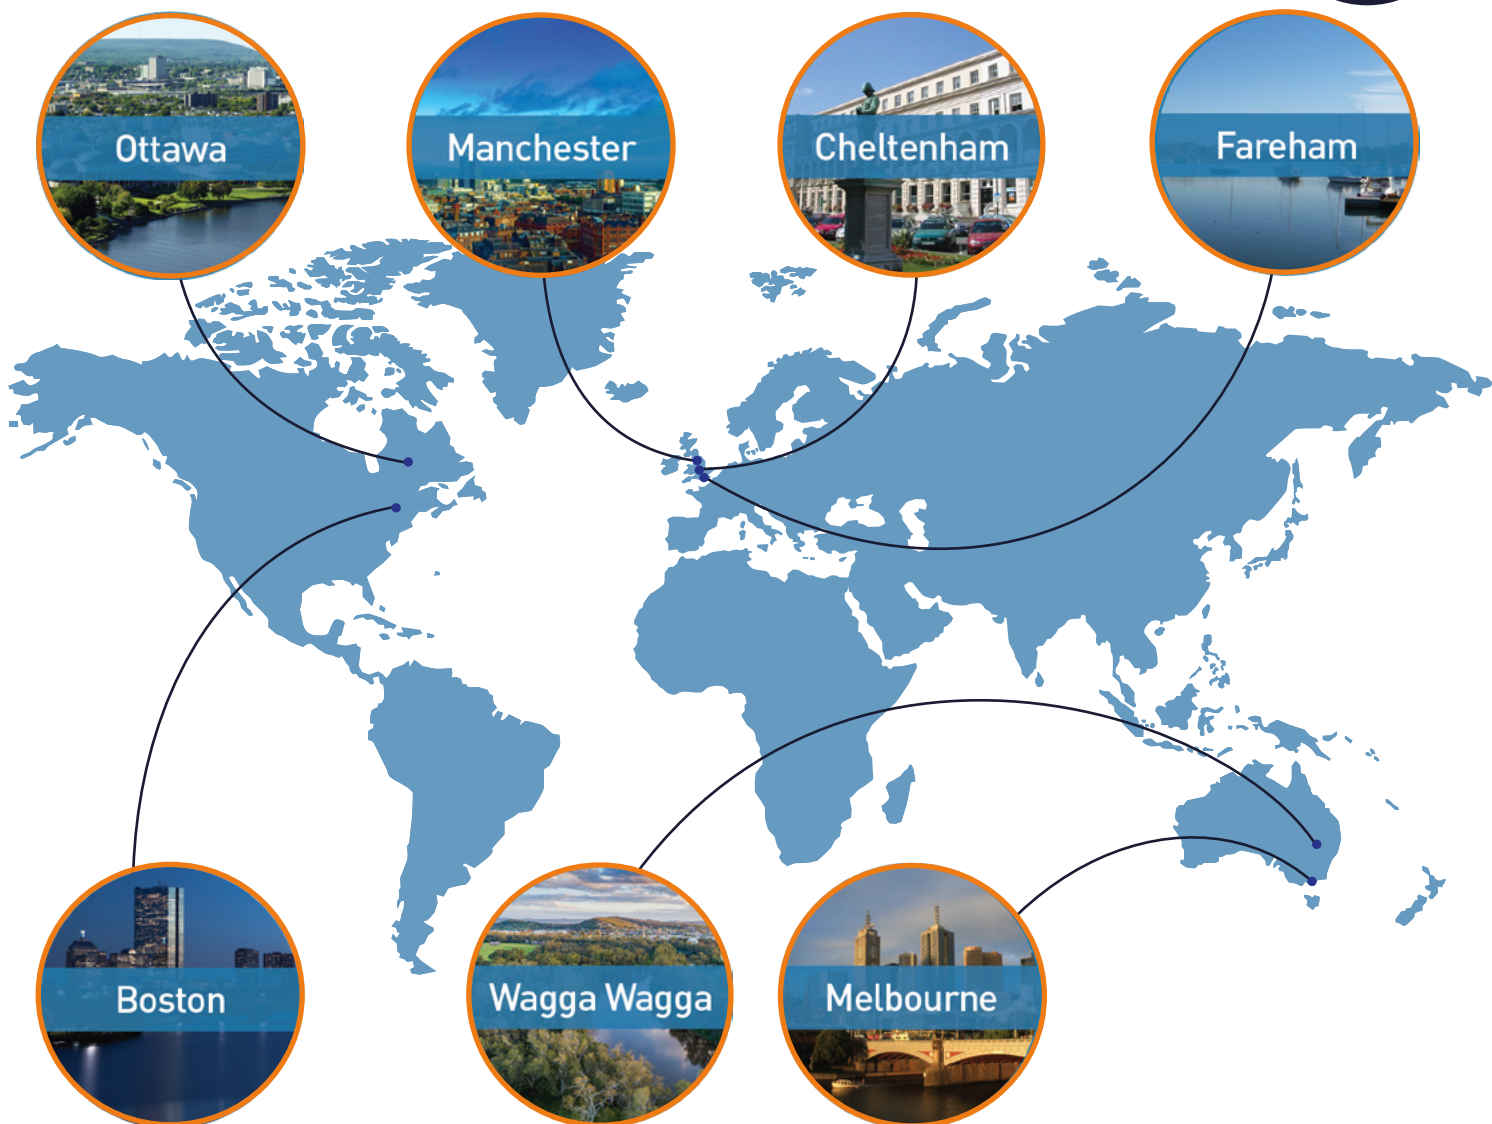 Ottawa
Manchester
Cheltenham
Fareham
Boston
Wagga Wagga
Melbourne